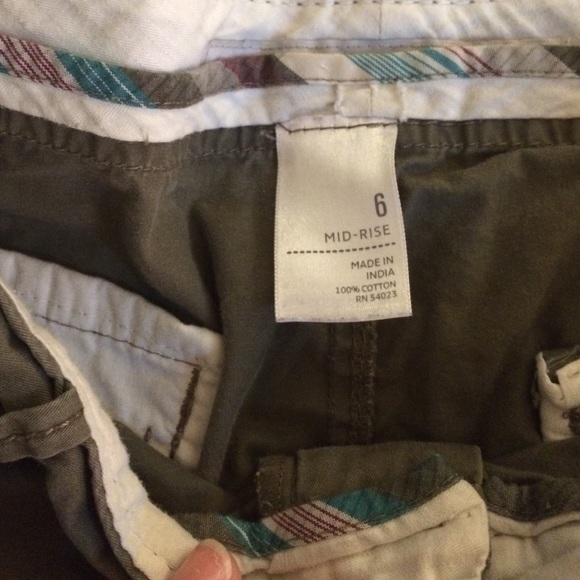 6
MID-RISE
MADE IN
INDIA
100% COTTON
RN 54023